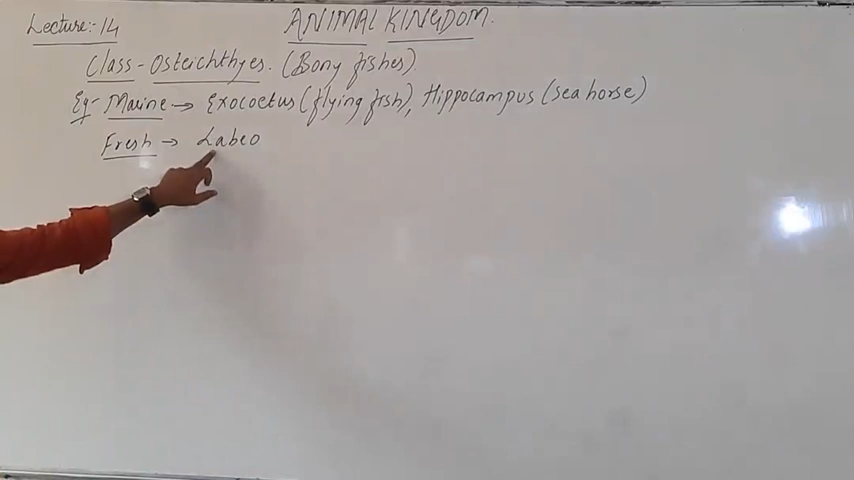 Lecture:- 14
ANIMAL KINGDOM.
Class- Osteichthyes. (Bony fishes).
Eg- Marine → Exocoetus (flying fish), Hippocampus (sea horse)
Fresh → Labeo